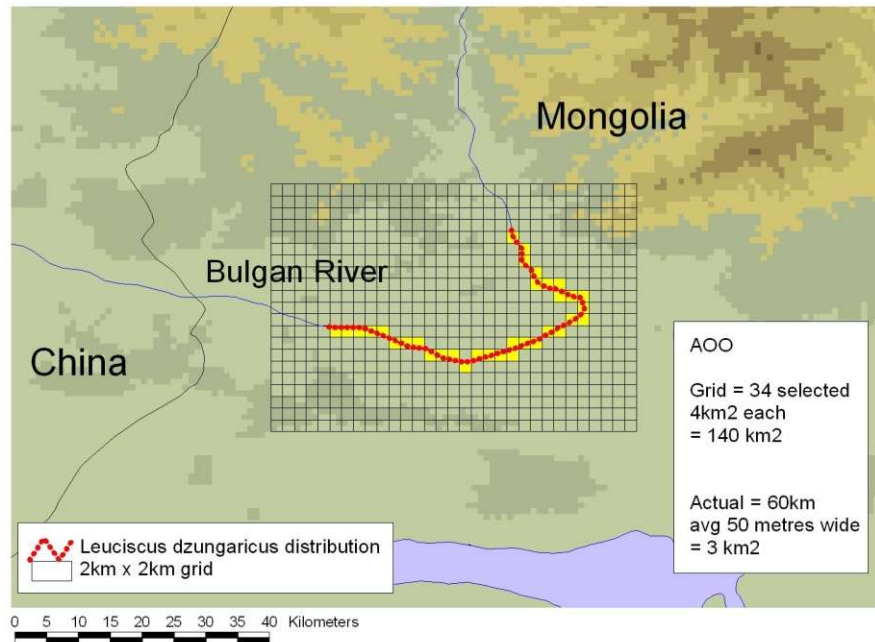 Mongolia
Bulgan River
China
AOO
Grid = 34 selected
4km2 each
= 140 km2
Actual = 60km
avg 50 metres wide
= 3 km2
Leuciscus dzungaricus distribution
2km x 2km grid
0 5 10 15 20 25 30 35 40 Kilometers